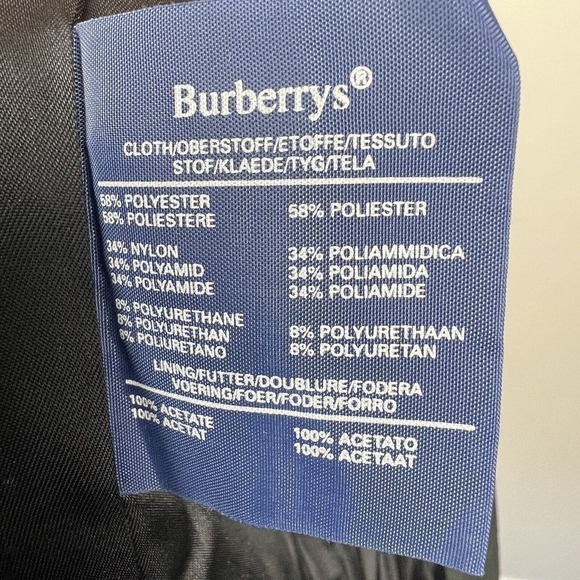 Burberrys®
CLOTH/OBERSTOFF/ETOFFE/TESSUTO
STOF/KLAEDE/TYG/TELA
58% POLYESTER
58% POLIESTERE
58% POLIESTER
34% NYLON
34% POLYAMID
34% POLYAMIDE
34% POLIAMMIDICA
34% POLIAMIDA
34% POLIAMIDE
8% POLYURETHANE
8% POLYURETHAN
8% POLIURETANO
8% POLYURETHAAN
8% POLYURETAN
LINING/FUTTER/DOUBLURE/FODERA
VOERING/FOER/FODER/FORRO
100% ACETATE
100% ACETAT
100% ACETATO
100% ACETAAT